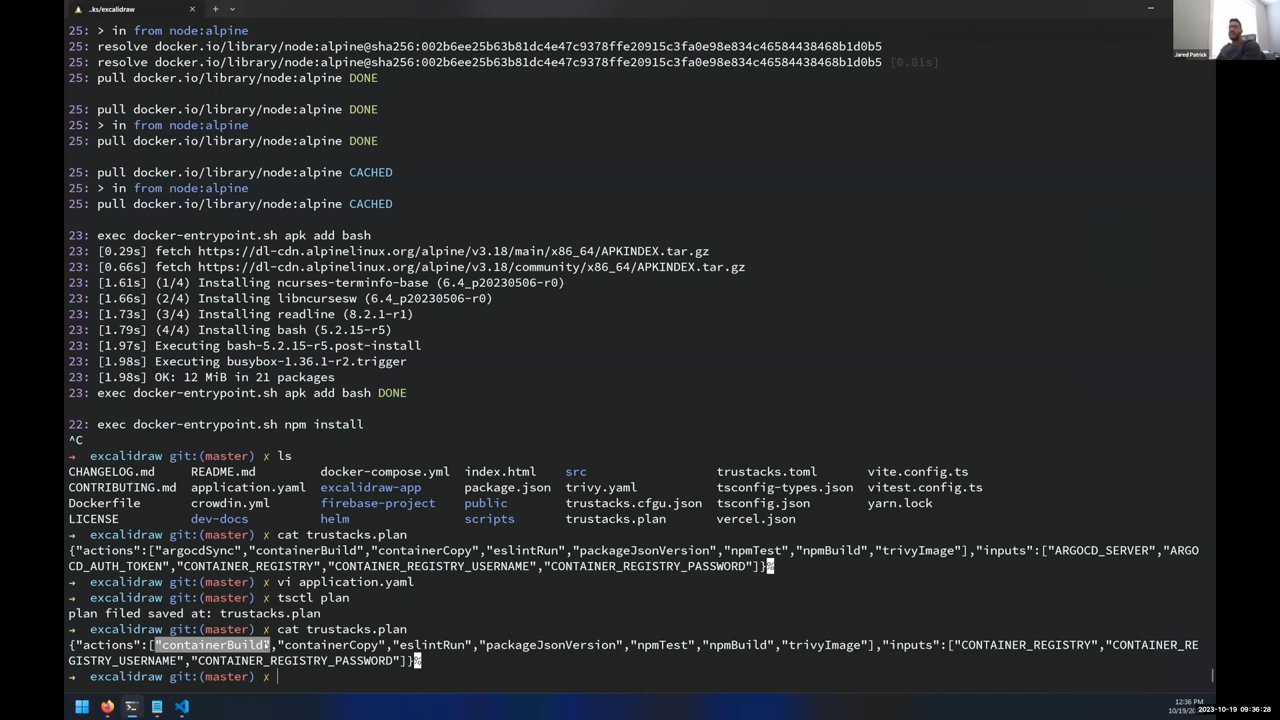 ..ks/excalidraw
25: > in from node:alpine
25: resolve docker.io/library/node:alpine@sha256:002b6ee25b63b81dc4e47c9378ffe20915c3fa0e98e834c46584438468b1d0b5
25: resolve docker.io/library/node:alpine@sha256:002b6ee25b63b81dc4e47c9378ffe20915c3fa0e98e834c46584438468b1d0b5 [0.01s]
25: pull docker.io/library/node:alpine DONE
25: pull docker.io/library/node:alpine DONE
25: > in from node:alpine
25: pull docker.io/library/node:alpine DONE
25: pull docker.io/library/node:alpine CACHED
25: > in from node:alpine
25: pull docker.io/library/node:alpine CACHED
23: exec docker-entrypoint.sh apk add bash
23: [0.29s] fetch https://dl-cdn.alpinelinux.org/alpine/v3.18/main/x86_64/APKINDEX.tar.gz
23: [0.66s] fetch https://dl-cdn.alpinelinux.org/alpine/v3.18/community/x86_64/APKINDEX.tar.gz
23: [1.61s] (1/4) Installing ncurses-terminfo-base (6.4_p20230506-r0)
23: [1.66s] (2/4) Installing libncursesw (6.4_p20230506-r0)
23: [1.73s] (3/4) Installing readline (8.2.1-r1)
23: [1.79s] (4/4) Installing bash (5.2.15-r5)
23: [1.97s] Executing bash-5.2.15-r5.post-install
23: [1.98s] Executing busybox-1.36.1-r2.trigger
23: [1.98s] OK: 12 MiB in 21 packages
23: exec docker-entrypoint.sh apk add bash DONE
22: exec docker-entrypoint.sh npm install
^C
→ excalidraw git:(master) ✗ ls
CHANGELOG.md README.md docker-compose.yml index.html src trustacks.toml vite.config.ts
CONTRIBUTING.md application.yaml excalidraw-app package.json trivy.yaml tsconfig-types.json vitest.config.ts
Dockerfile crowdin.yml firebase-project public trustacks.cfgu.json tsconfig.json yarn.lock
LICENSE dev-docs helm scripts trustacks.plan vercel.json
→ excalidraw git:(master) ✗ cat trustacks.plan
{"actions":["argocdSync","containerBuild","containerCopy","eslintRun","packageJsonVersion","npmTest","npmBuild","trivyImage"],"inputs":["ARGOCD_SERVER","ARGO
CD_AUTH_TOKEN","CONTAINER_REGISTRY","CONTAINER_REGISTRY_USERNAME","CONTAINER_REGISTRY_PASSWORD"]}%
→ excalidraw git:(master) ✗ vi application.yaml
→ excalidraw git:(master) ✗ tsctl plan
plan filed saved at: trustacks.plan
→ excalidraw git:(master) ✗ cat trustacks.plan
{"actions":["containerBuild","containerCopy","eslintRun","packageJsonVersion","npmTest","npmBuild","trivyImage"],"inputs":["CONTAINER_REGISTRY","CONTAINER_RE
GISTRY_USERNAME","CONTAINER_REGISTRY_PASSWORD"]}%
→ excalidraw git:(master) ✗
Jared Patrick
12:36 PM
2023-10-19 09:36:28